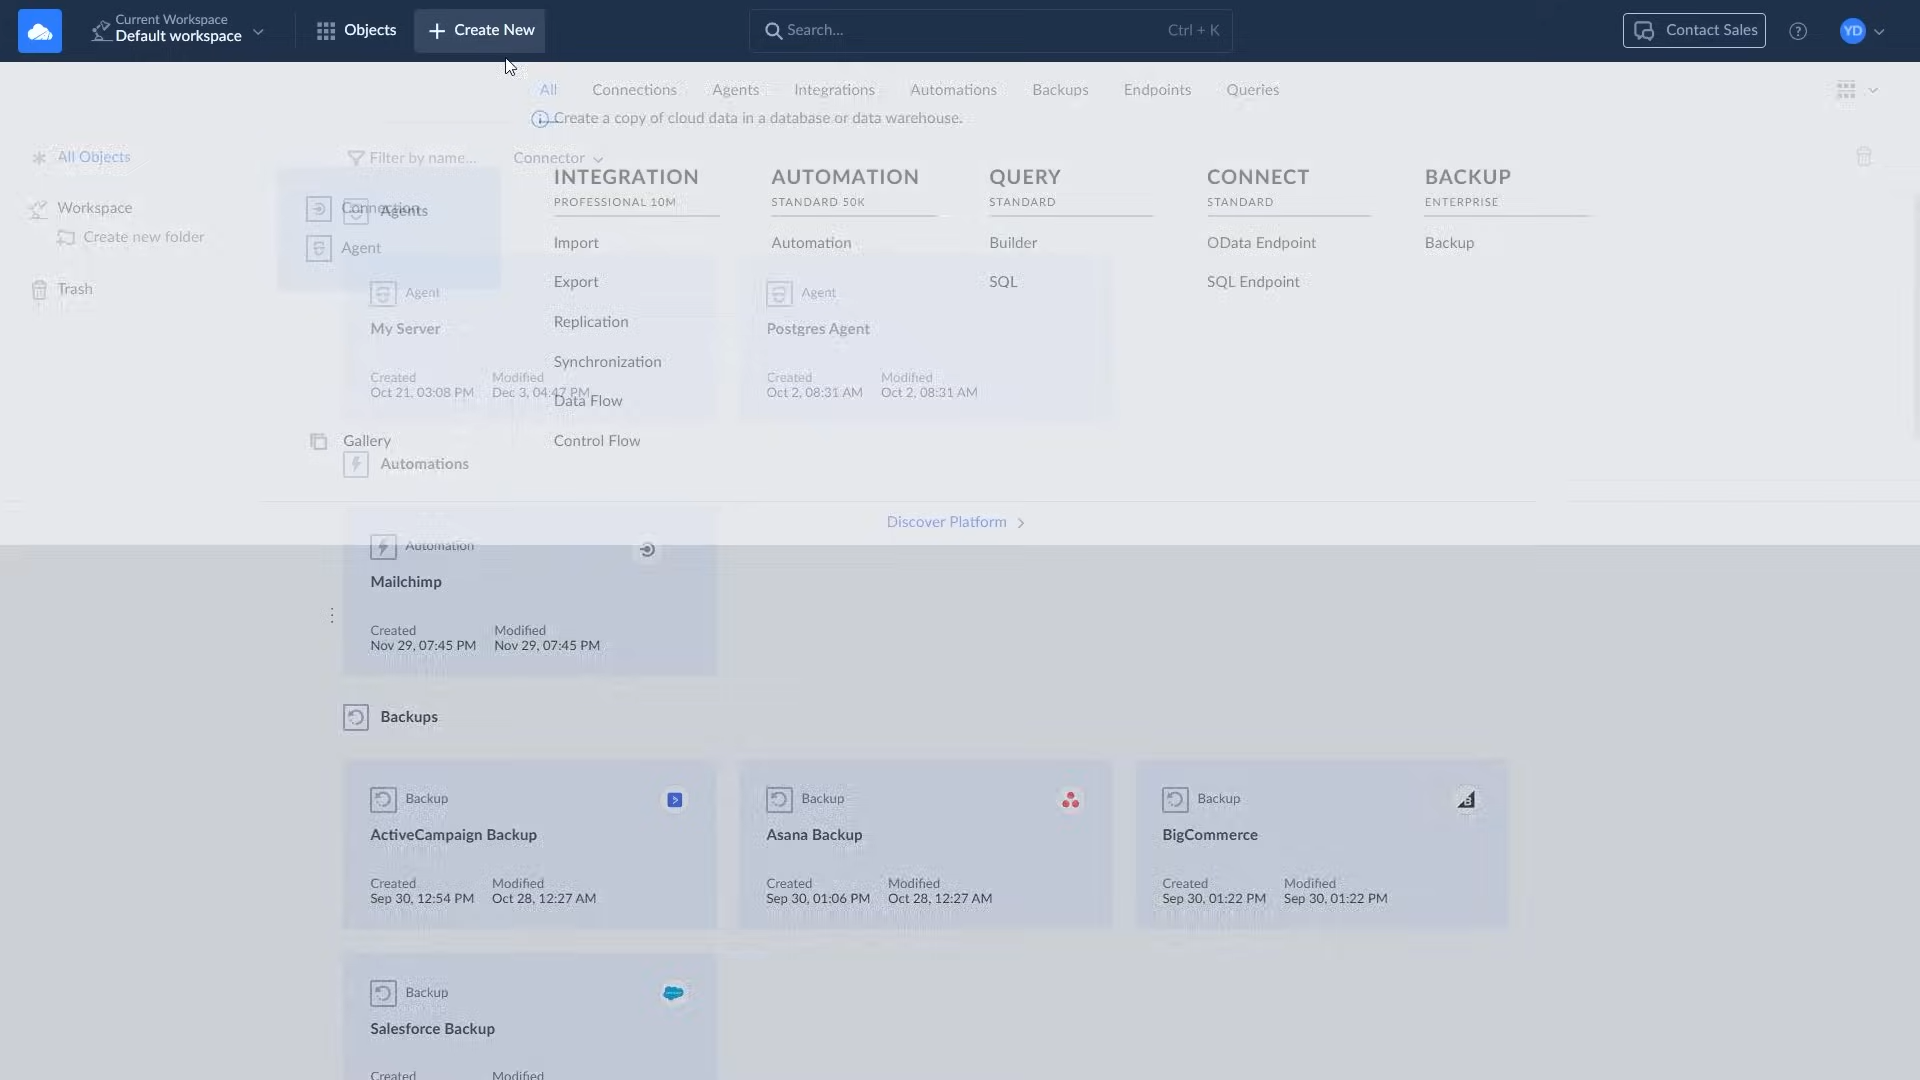 Current Workspace
Default workspace
Objects
Create New
Search...
Ctrl + K
Contact Sales
YD
All
Connections
Agents
Integrations
Automations
Backups
Endpoints
Queries
Create a copy of cloud data in a database or data warehouse.
All Objects
Filter by name...
Connector
Workspace
Create new folder
Trash
Connection
Agents
Agent
INTEGRATION
PROFESSIONAL 10M
Import
Export
Replication
Synchronization
Data Flow
Control Flow
AUTOMATION
STANDARD 50K
Automation
QUERY
STANDARD
Builder
SQL
CONNECT
STANDARD
OData Endpoint
SQL Endpoint
BACKUP
ENTERPRISE
Backup
Agent
My Server
Created
Oct 21, 03:08 PM
Modified
Dec 3, 04:47 PM
Agent
Postgres Agent
Created
Oct 2, 08:31 AM
Modified
Oct 2, 08:31 AM
Gallery
Automations
Discover Platform
Automation
Mailchimp
Created
Nov 29, 07:45 PM
Modified
Nov 29, 07:45 PM
Backups
Backup
ActiveCampaign Backup
Created
Sep 30, 12:54 PM
Modified
Oct 28, 12:27 AM
Backup
Asana Backup
Created
Sep 30, 01:06 PM
Modified
Oct 28, 12:27 AM
Backup
BigCommerce
Created
Sep 30, 01:22 PM
Modified
Sep 30, 01:22 PM
Backup
Salesforce Backup
Created
Modified